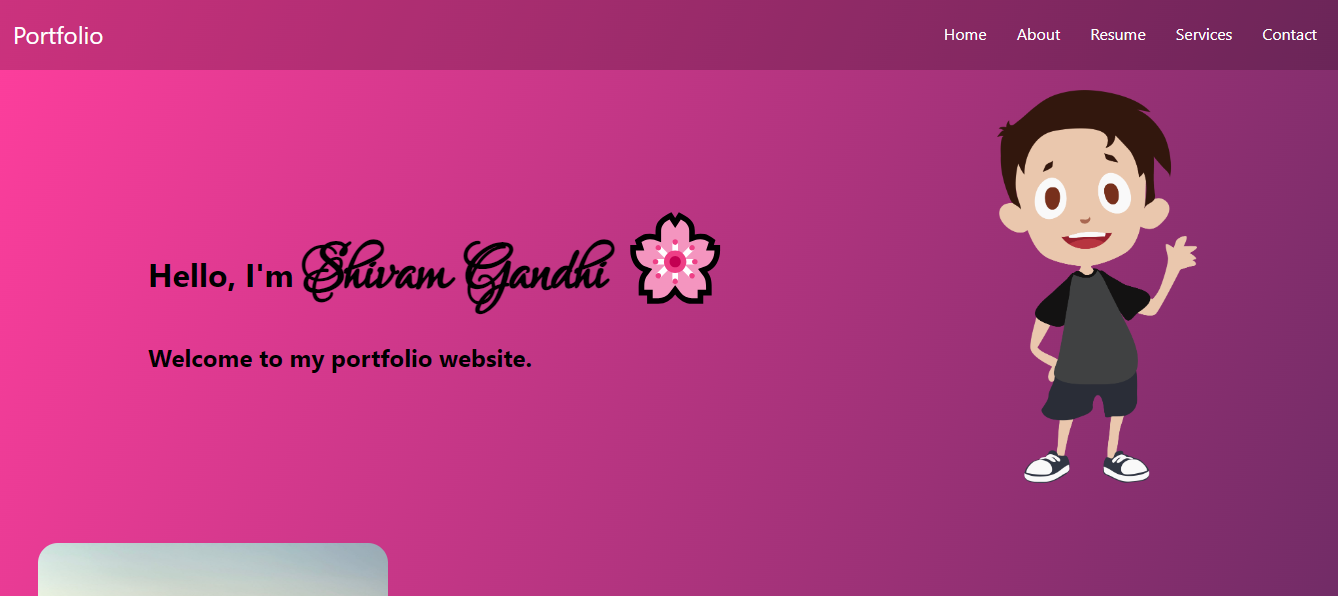 Portfolio
Home About Resume Services Contact
Hello, I'm Shivam Gandhi
Welcome to my portfolio website.